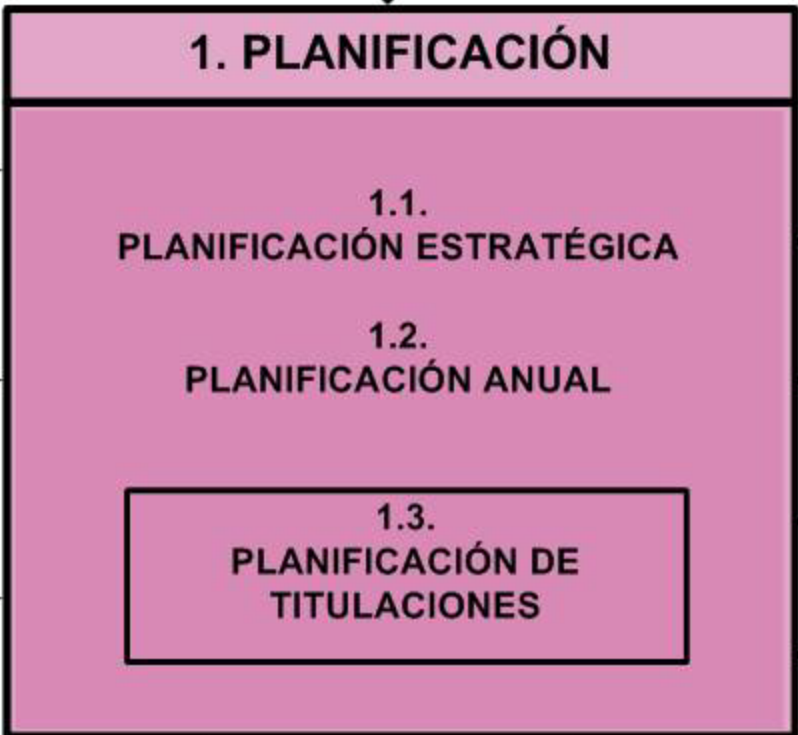 1. PLANIFICACIÓN
1.1.
PLANIFICACIÓN ESTRATÉGICA
1.2.
PLANIFICACIÓN ANUAL
1.3.
PLANIFICACIÓN DE
TITULACIONES